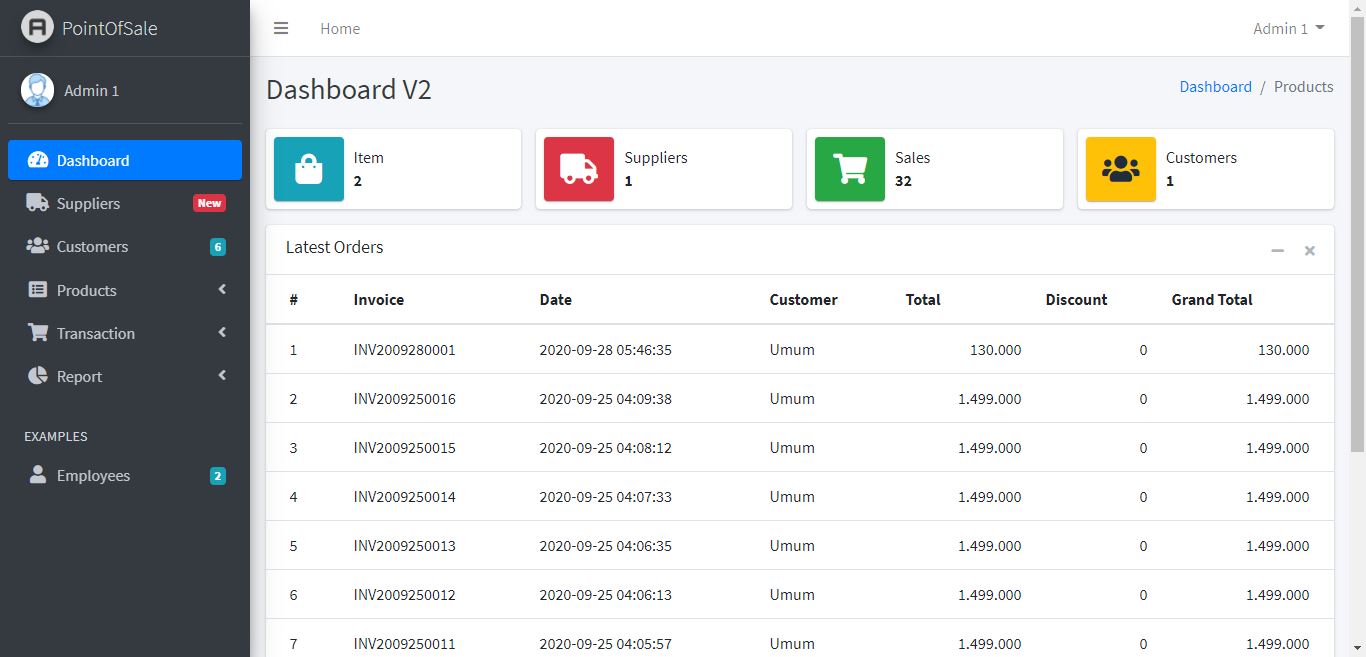 PointOfSale
Home
Admin 1
Admin 1
Dashboard V2
Dashboard / Products
Dashboard
Suppliers New
Customers 6
Products
Transaction
Report
EXAMPLES
Employees 2
Item
2
Suppliers
1
Sales
32
Customers
1
Latest Orders
# Invoice Date Customer Total Discount Grand Total
1 INV2009280001 2020-09-28 05:46:35 Umum 130.000 0 130.000
2 INV2009250016 2020-09-25 04:09:38 Umum 1.499.000 0 1.499.000
3 INV2009250015 2020-09-25 04:08:12 Umum 1.499.000 0 1.499.000
4 INV2009250014 2020-09-25 04:07:33 Umum 1.499.000 0 1.499.000
5 INV2009250013 2020-09-25 04:06:35 Umum 1.499.000 0 1.499.000
6 INV2009250012 2020-09-25 04:06:13 Umum 1.499.000 0 1.499.000
7 INV2009250011 2020-09-25 04:05:57 Umum 1.499.000 0 1.499.000